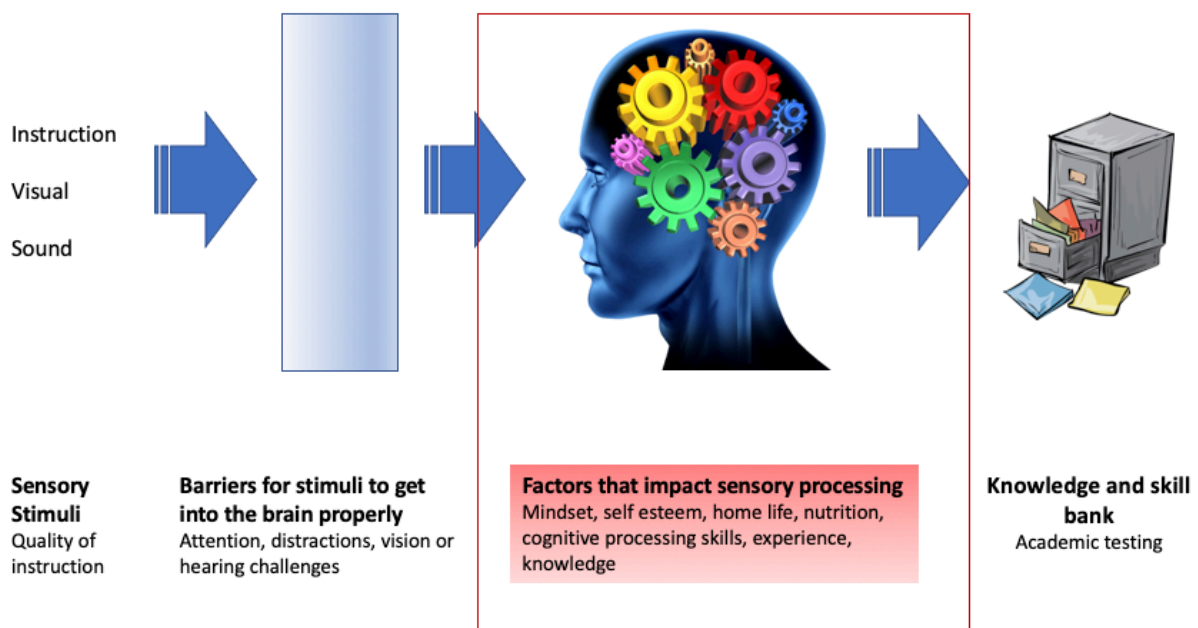 Instruction
Visual
Sound
Sensory
Stimuli
Quality of
instruction
Barriers for stimuli to get
into the brain properly
Attention, distractions, vision or
hearing challenges
Factors that impact sensory processing
Mindset, self esteem, home life, nutrition,
cognitive processing skills, experience,
knowledge
Knowledge and skill
bank
Academic testing